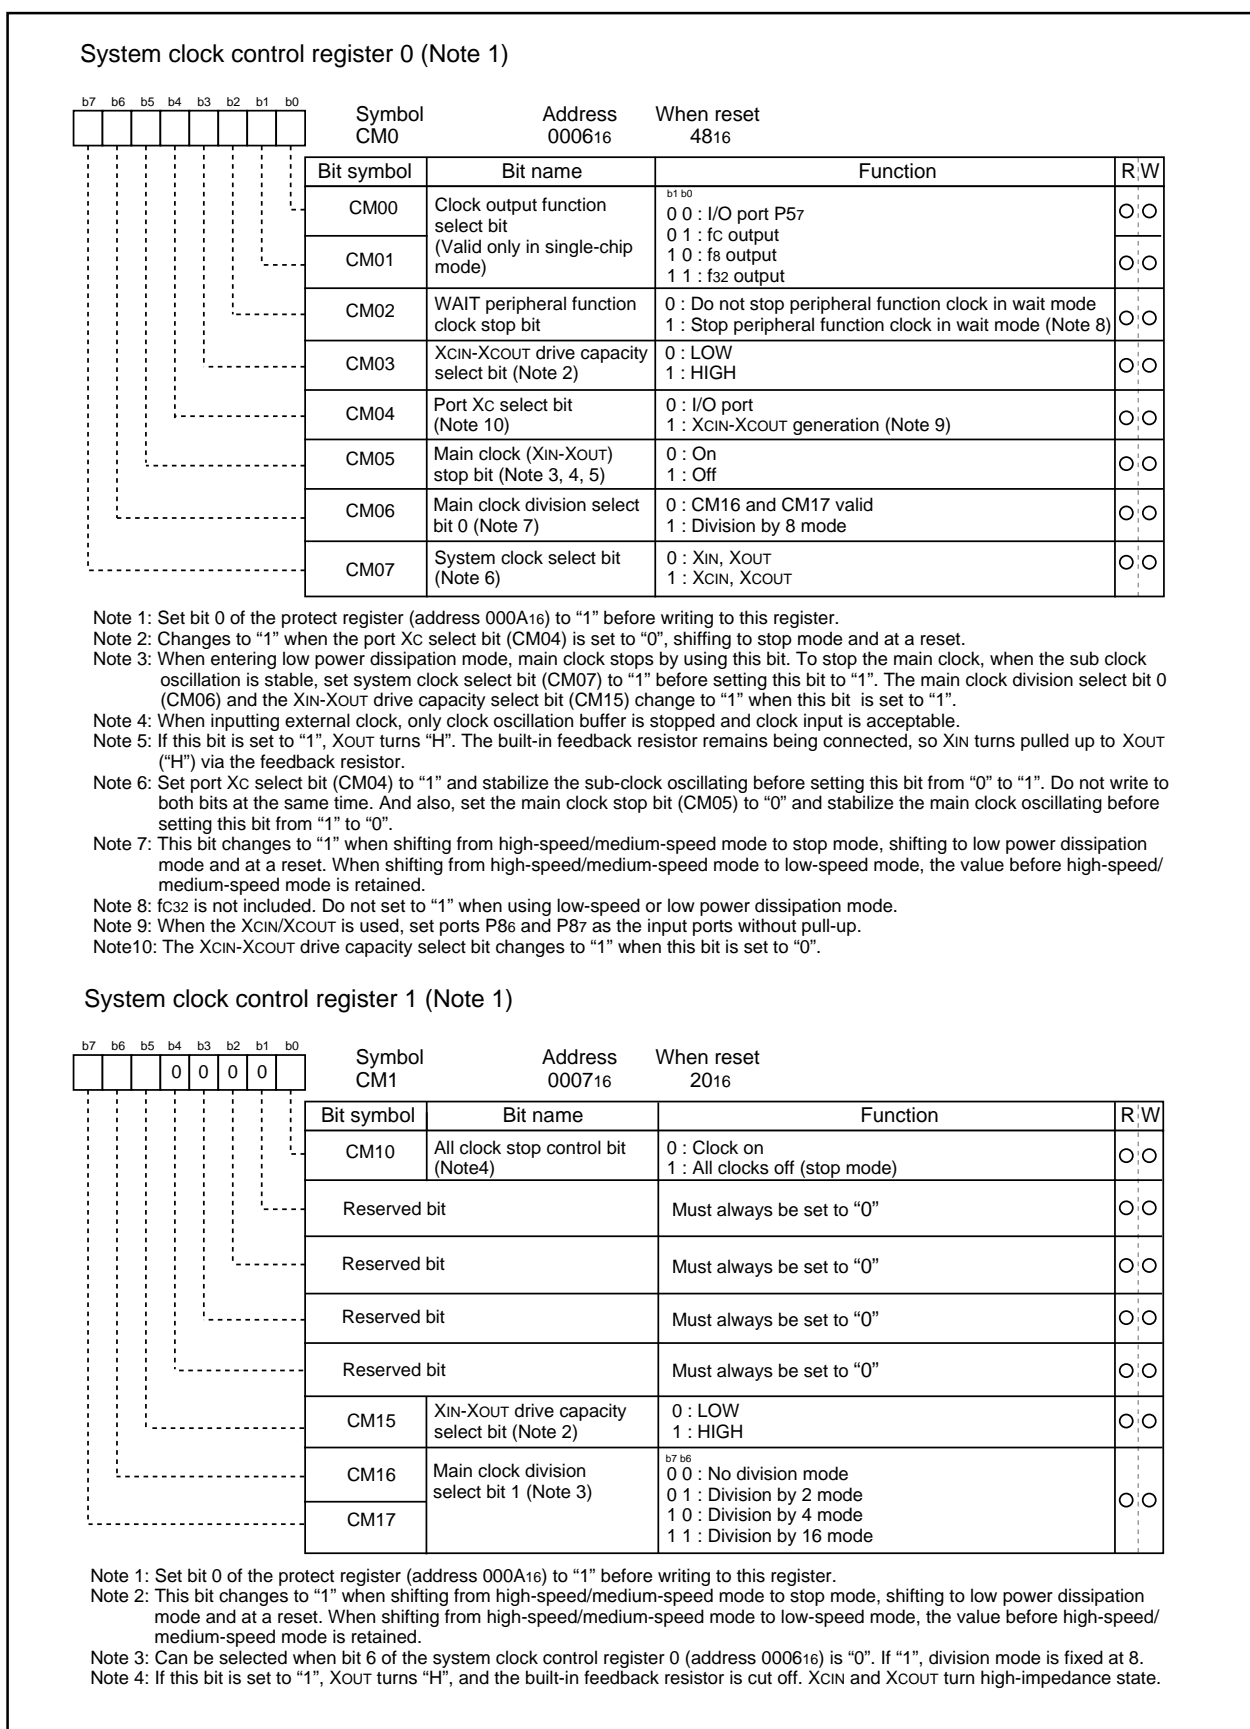 System clock control register 0 (Note 1)
b7 b6 b5 b4 b3 b2 b1 b0
Symbol Address When reset
CM0 000616 4816
Bit symbol Bit name Function R W
CM00 Clock output function
select bit
(Valid only in single-chip
mode)
b1 b0
0 0 : I/O port P57
0 1 : fC output
1 0 : f8 output
1 1 : f32 output
CM01
CM02 WAIT peripheral function
clock stop bit
0 : Do not stop peripheral function clock in wait mode
1 : Stop peripheral function clock in wait mode (Note 8)
CM03 XCIN-XCOUT drive capacity
select bit (Note 2)
0 : LOW
1 : HIGH
CM04 Port XC select bit
(Note 10)
0 : I/O port
1 : XCIN-XCOUT generation (Note 9)
CM05 Main clock (XIN-XOUT)
stop bit (Note 3, 4, 5)
0 : On
1 : Off
CM06 Main clock division select
bit 0 (Note 7)
0 : CM16 and CM17 valid
1 : Division by 8 mode
CM07 System clock select bit
(Note 6)
0 : XIN, XOUT
1 : XCIN, XCOUT
Note 1: Set bit 0 of the protect register (address 000A16) to “1” before writing to this register.
Note 2: Changes to “1” when the port XC select bit (CM04) is set to “0”, shiffing to stop mode and at a reset.
Note 3: When entering low power dissipation mode, main clock stops by using this bit. To stop the main clock, when the sub clock
oscillation is stable, set system clock select bit (CM07) to “1” before setting this bit to “1”. The main clock division select bit 0
(CM06) and the XIN-XOUT drive capacity select bit (CM15) change to “1” when this bit is set to “1”.
Note 4: When inputting external clock, only clock oscillation buffer is stopped and clock input is acceptable.
Note 5: If this bit is set to “1”, XOUT turns “H”. The built-in feedback resistor remains being connected, so XIN turns pulled up to XOUT
(“H”) via the feedback resistor.
Note 6: Set port XC select bit (CM04) to “1” and stabilize the sub-clock oscillating before setting this bit from “0” to “1”. Do not write to
both bits at the same time. And also, set the main clock stop bit (CM05) to “0” and stabilize the main clock oscillating before
setting this bit from “1” to “0”.
Note 7: This bit changes to “1” when shifting from high-speed/medium-speed mode to stop mode, shifting to low power dissipation
mode and at a reset. When shifting from high-speed/medium-speed mode to low-speed mode, the value before high-speed/
medium-speed mode is retained.
Note 8: fC32 is not included. Do not set to “1” when using low-speed or low power dissipation mode.
Note 9: When the XCIN/XCOUT is used, set ports P86 and P87 as the input ports without pull-up.
Note10: The XCIN-XCOUT drive capacity select bit changes to “1” when this bit is set to “0”.
System clock control register 1 (Note 1)
b7 b6 b5 b4 b3 b2 b1 b0
0 0 0 0
Symbol Address When reset
CM1 000716 2016
Bit symbol Bit name Function R W
CM10 All clock stop control bit
(Note4)
0 : Clock on
1 : All clocks off (stop mode)
Reserved bit Must always be set to “0”
Reserved bit Must always be set to “0”
Reserved bit Must always be set to “0”
Reserved bit Must always be set to “0”
CM15 XIN-XOUT drive capacity
select bit (Note 2)
0 : LOW
1 : HIGH
CM16 Main clock division
select bit 1 (Note 3)
b7 b6
0 0 : No division mode
0 1 : Division by 2 mode
1 0 : Division by 4 mode
1 1 : Division by 16 mode
CM17
Note 1: Set bit 0 of the protect register (address 000A16) to “1” before writing to this register.
Note 2: This bit changes to “1” when shifting from high-speed/medium-speed mode to stop mode, shifting to low power dissipation
mode and at a reset. When shifting from high-speed/medium-speed mode to low-speed mode, the value before high-speed/
medium-speed mode is retained.
Note 3: Can be selected when bit 6 of the system clock control register 0 (address 000616) is “0”. If “1”, division mode is fixed at 8.
Note 4: If this bit is set to “1”, XOUT turns “H”, and the built-in feedback resistor is cut off. XCIN and XCOUT turn high-impedance state.